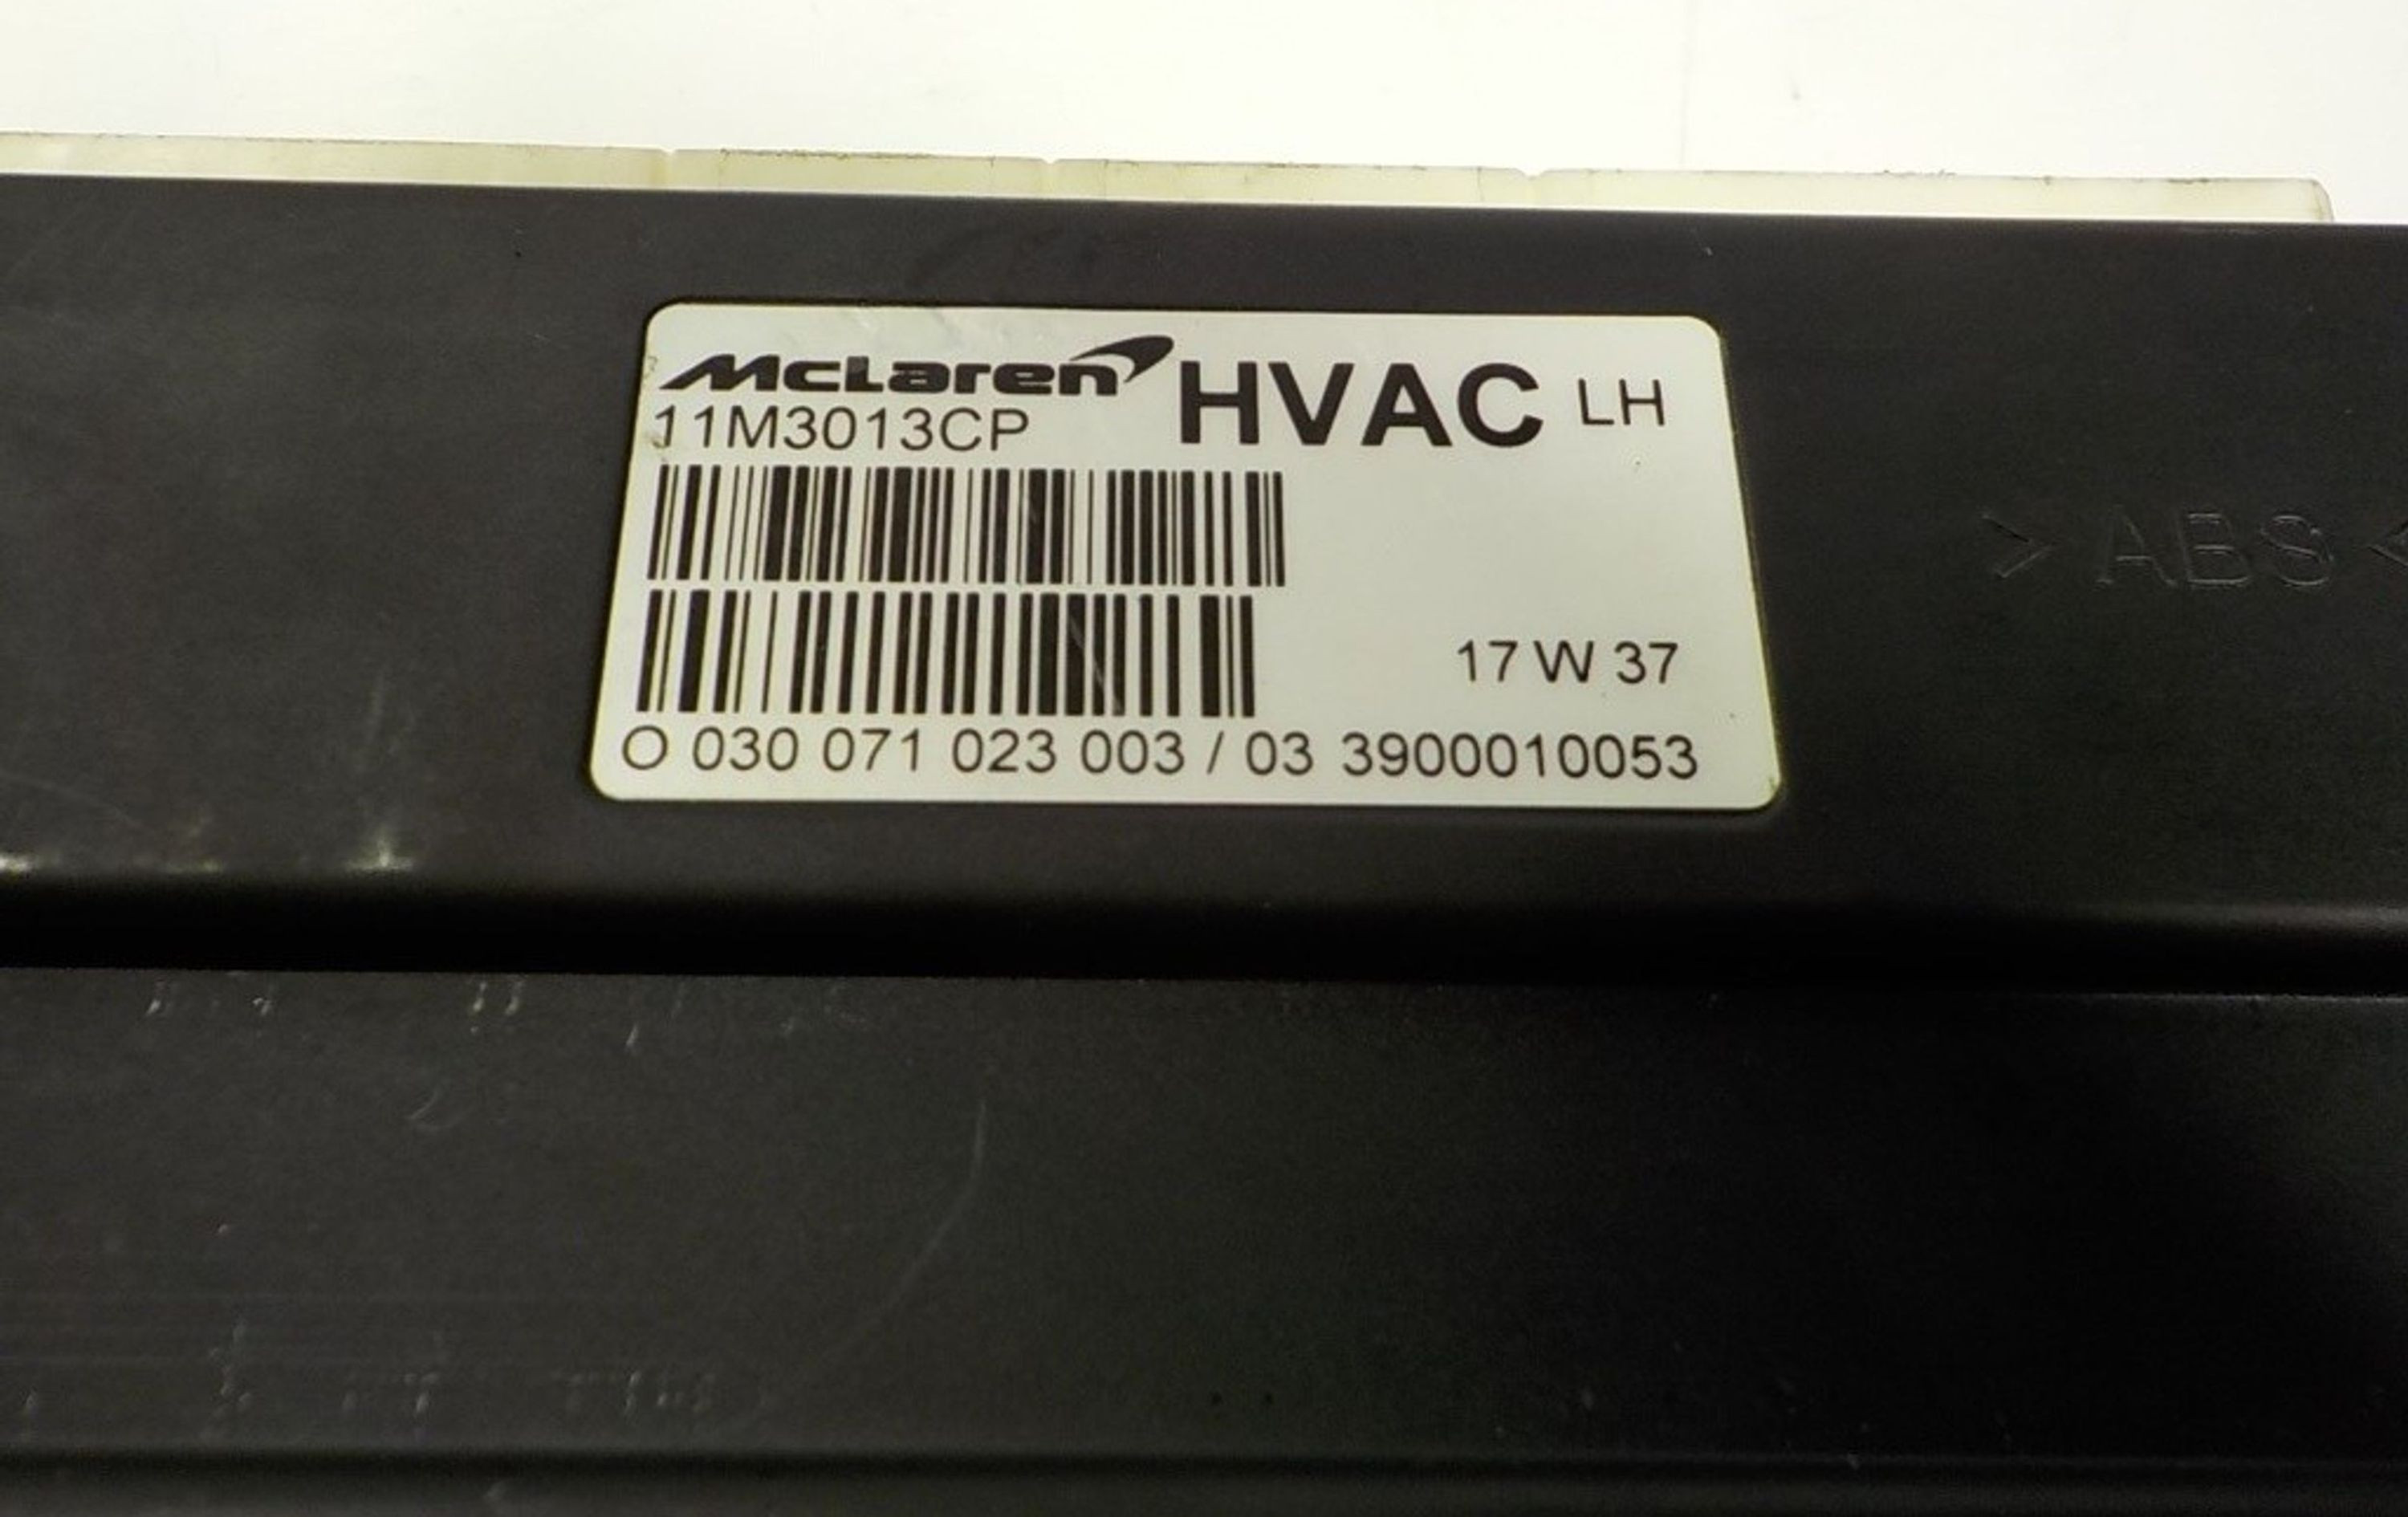 McLaren HVAC LH
11M3013CP
> ABS <
17 W 37
O 030 071 023 003 / 03 3900010053